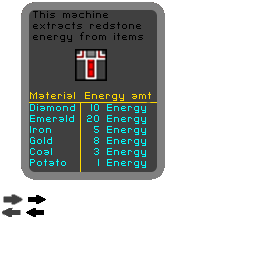 This machine
extracts redstone
energy from items
Material Energy amt
Diamond 10 Energy
Emerald 20 Energy
Iron 5 Energy
Gold 8 Energy
Coal 3 Energy
Potato 1 Energy